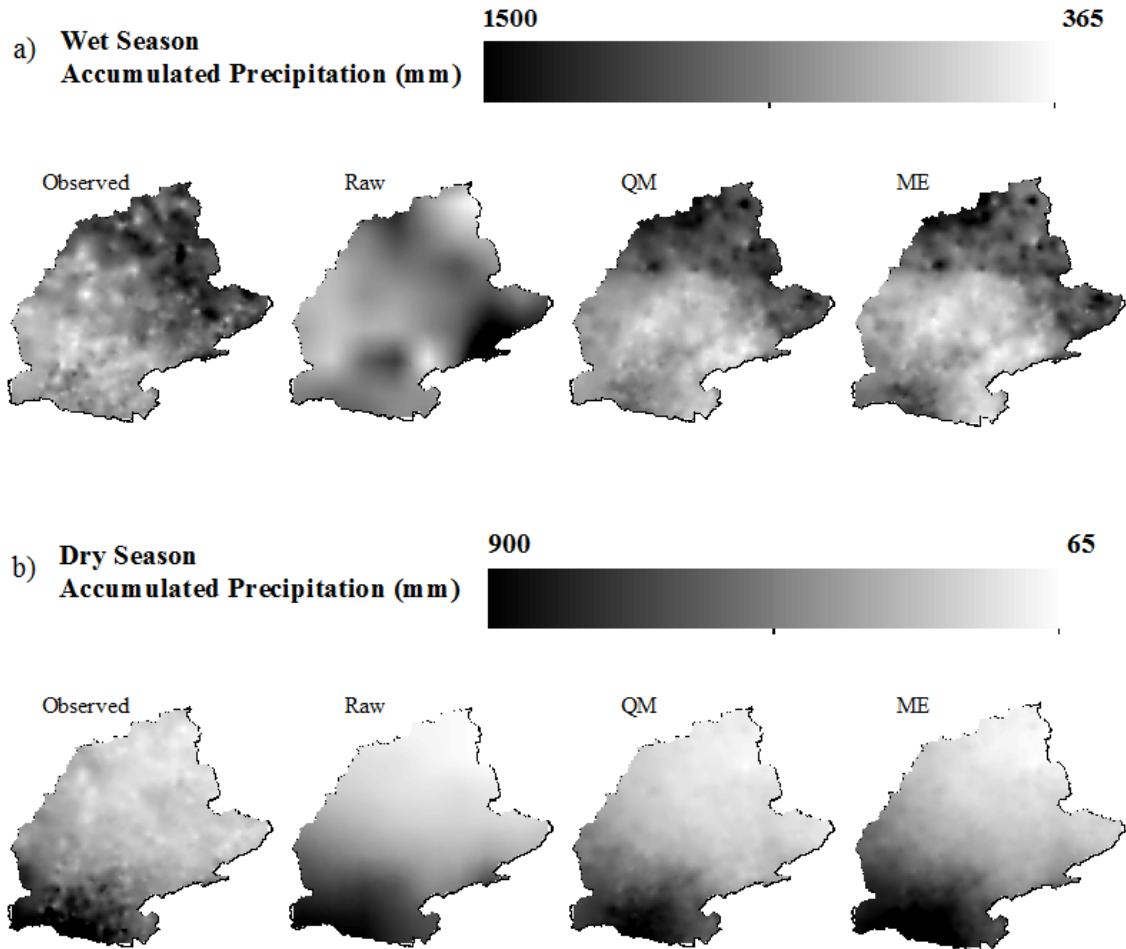 a) Wet Season
Accumulated Precipitation (mm)
1500 365
Observed Raw QM ME
b) Dry Season
Accumulated Precipitation (mm)
900 65
Observed Raw QM ME